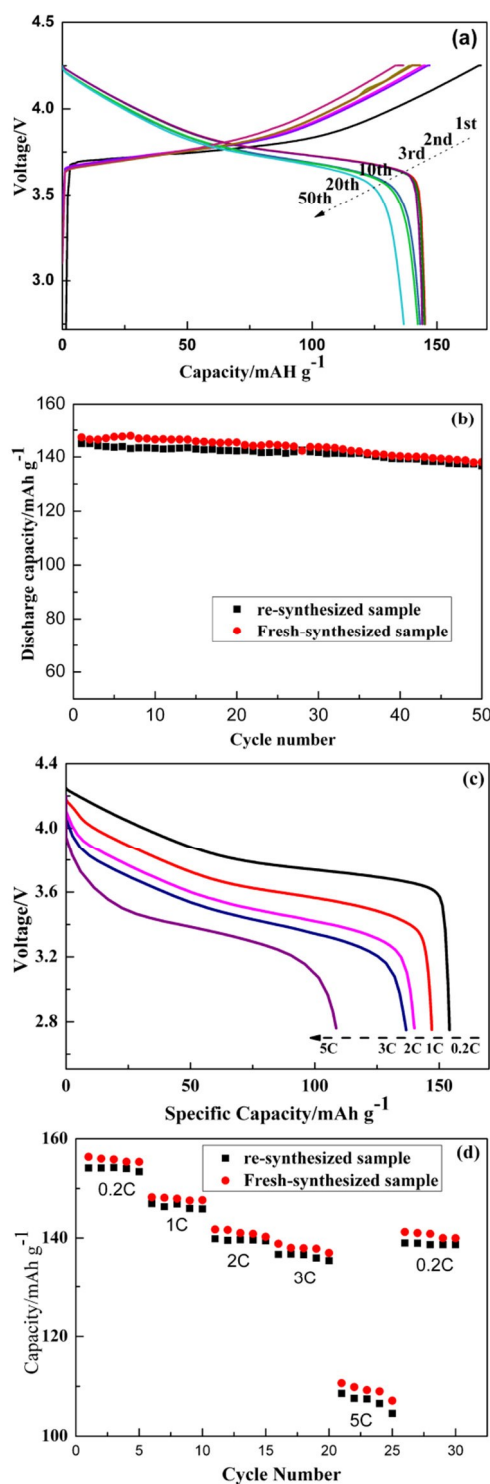 (a)
4.5
4.0
3.5
3.0
Voltage/V
1st
2nd
3rd
10th
20th
50th
0 50 100 150
Capacity/mAH g-1
(b)
160
140
120
100
80
60
Discharge capacity/mAh g-1
re-synthesized sample
Fresh-synthesized sample
0 10 20 30 40 50
Cycle number
(c)
4.4
4.0
3.6
3.2
2.8
Voltage/V
5C 3C 2C 1C 0.2C
0 50 100 150
Specific Capacity/mAh g-1
(d)
160
140
120
100
Capacity/mAh g-1
re-synthesized sample
Fresh-synthesized sample
0.2C
1C
2C
3C
0.2C
5C
0 5 10 15 20 25 30
Cycle Number